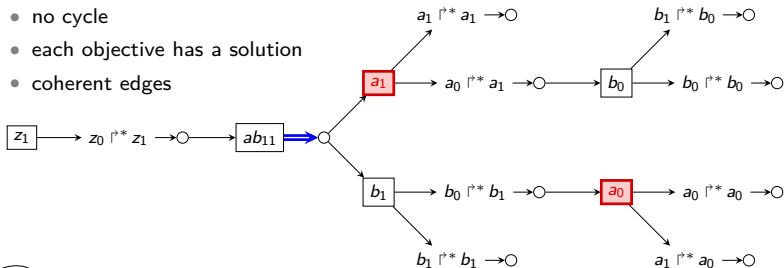 • no cycle
• each objective has a solution
• coherent edges
a₁ ↱* a₁
b₁ ↱* b₀
a₁
a₀ ↱* a₁
b₀
b₀ ↱* b₀
z₁
z₀ ↱* z₁
ab₁₁
b₁
b₀ ↱* b₁
a₀
a₀ ↱* a₀
b₁ ↱* b₁
a₁ ↱* a₀